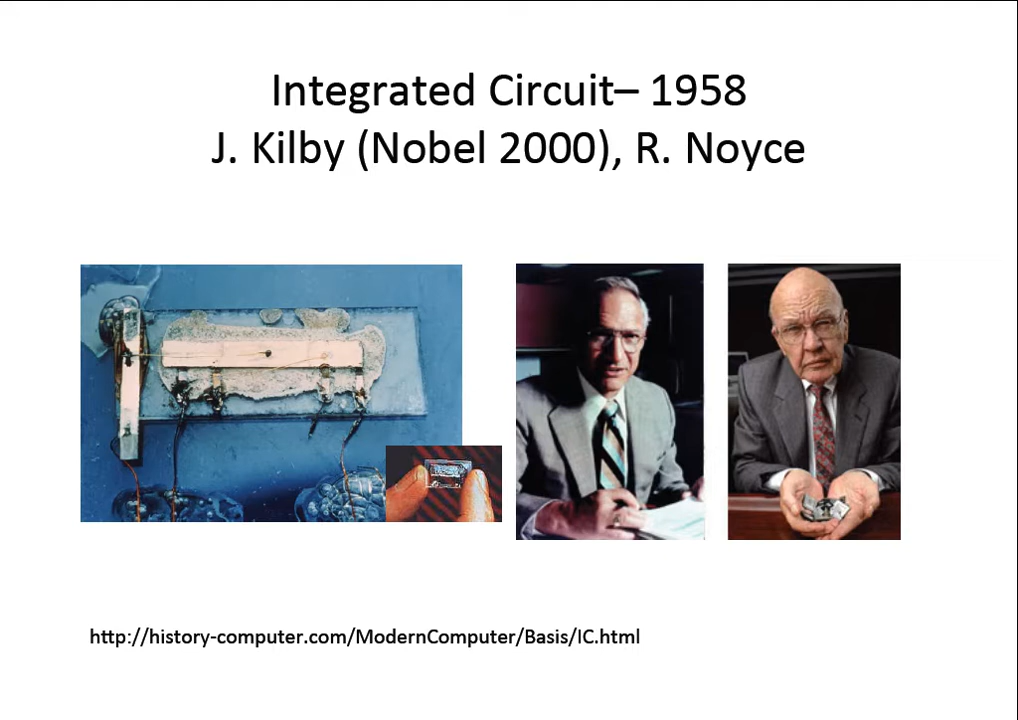 Integrated Circuit– 1958
J. Kilby (Nobel 2000), R. Noyce
http://history-computer.com/ModernComputer/Basis/IC.html